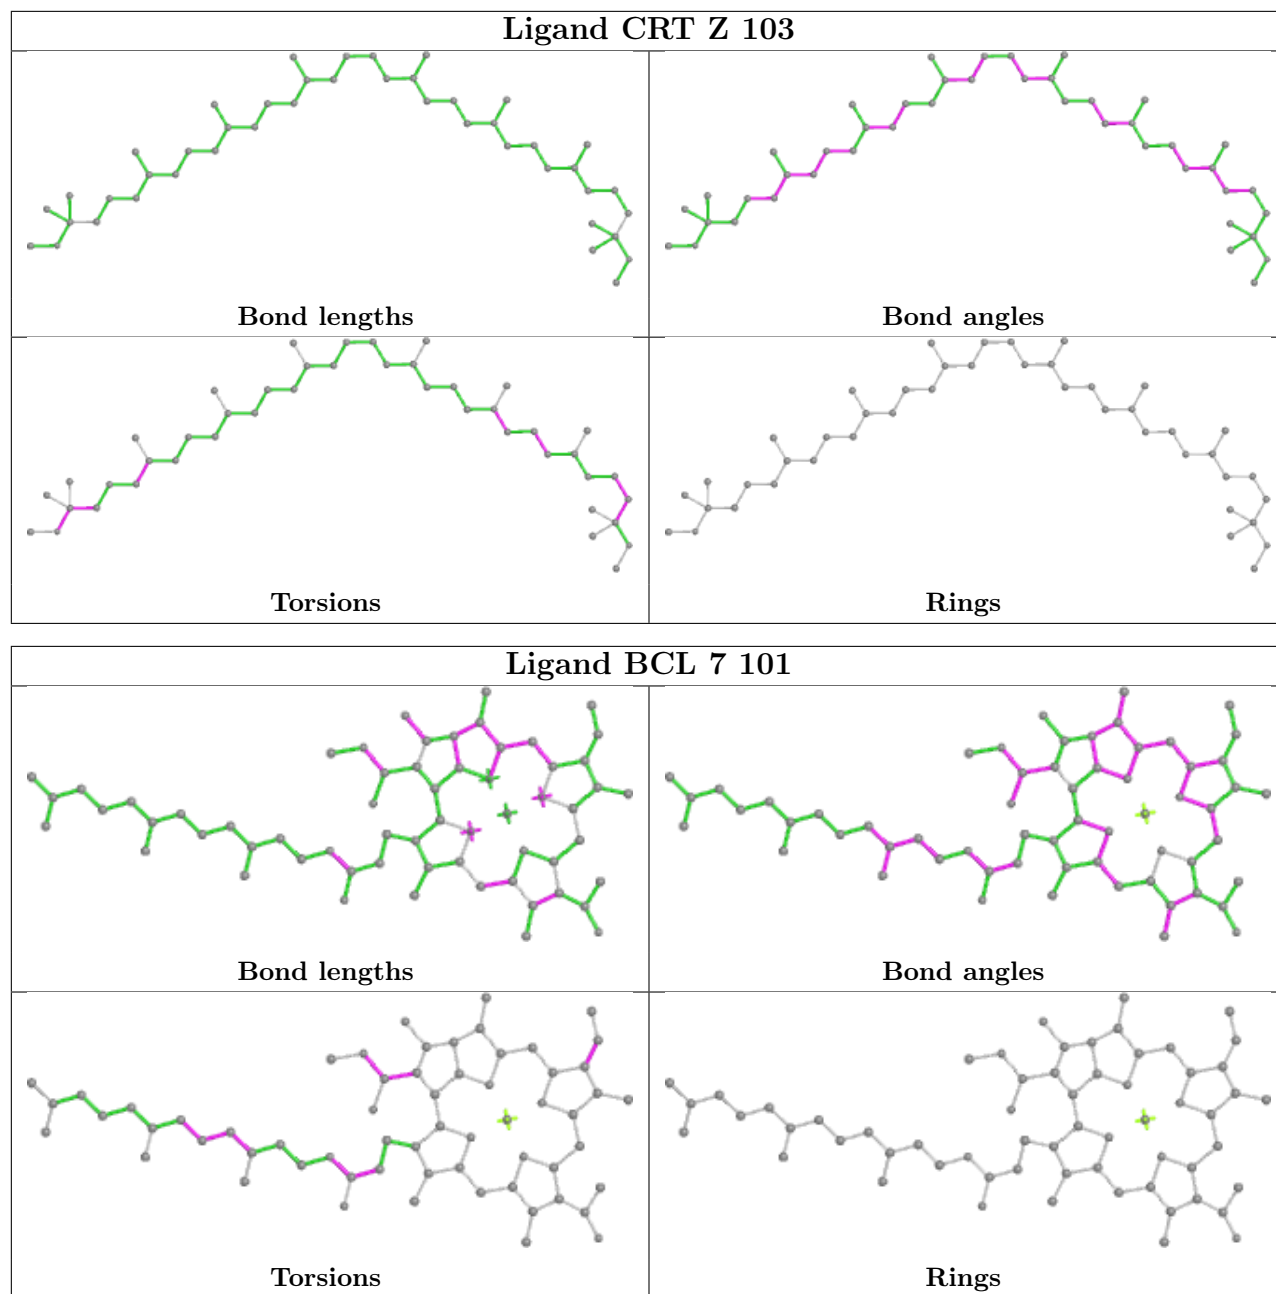 Ligand CRT Z 103
Bond lengths
Bond angles
Torsions
Rings
Ligand BCL 7 101
Bond lengths
Bond angles
Torsions
Rings